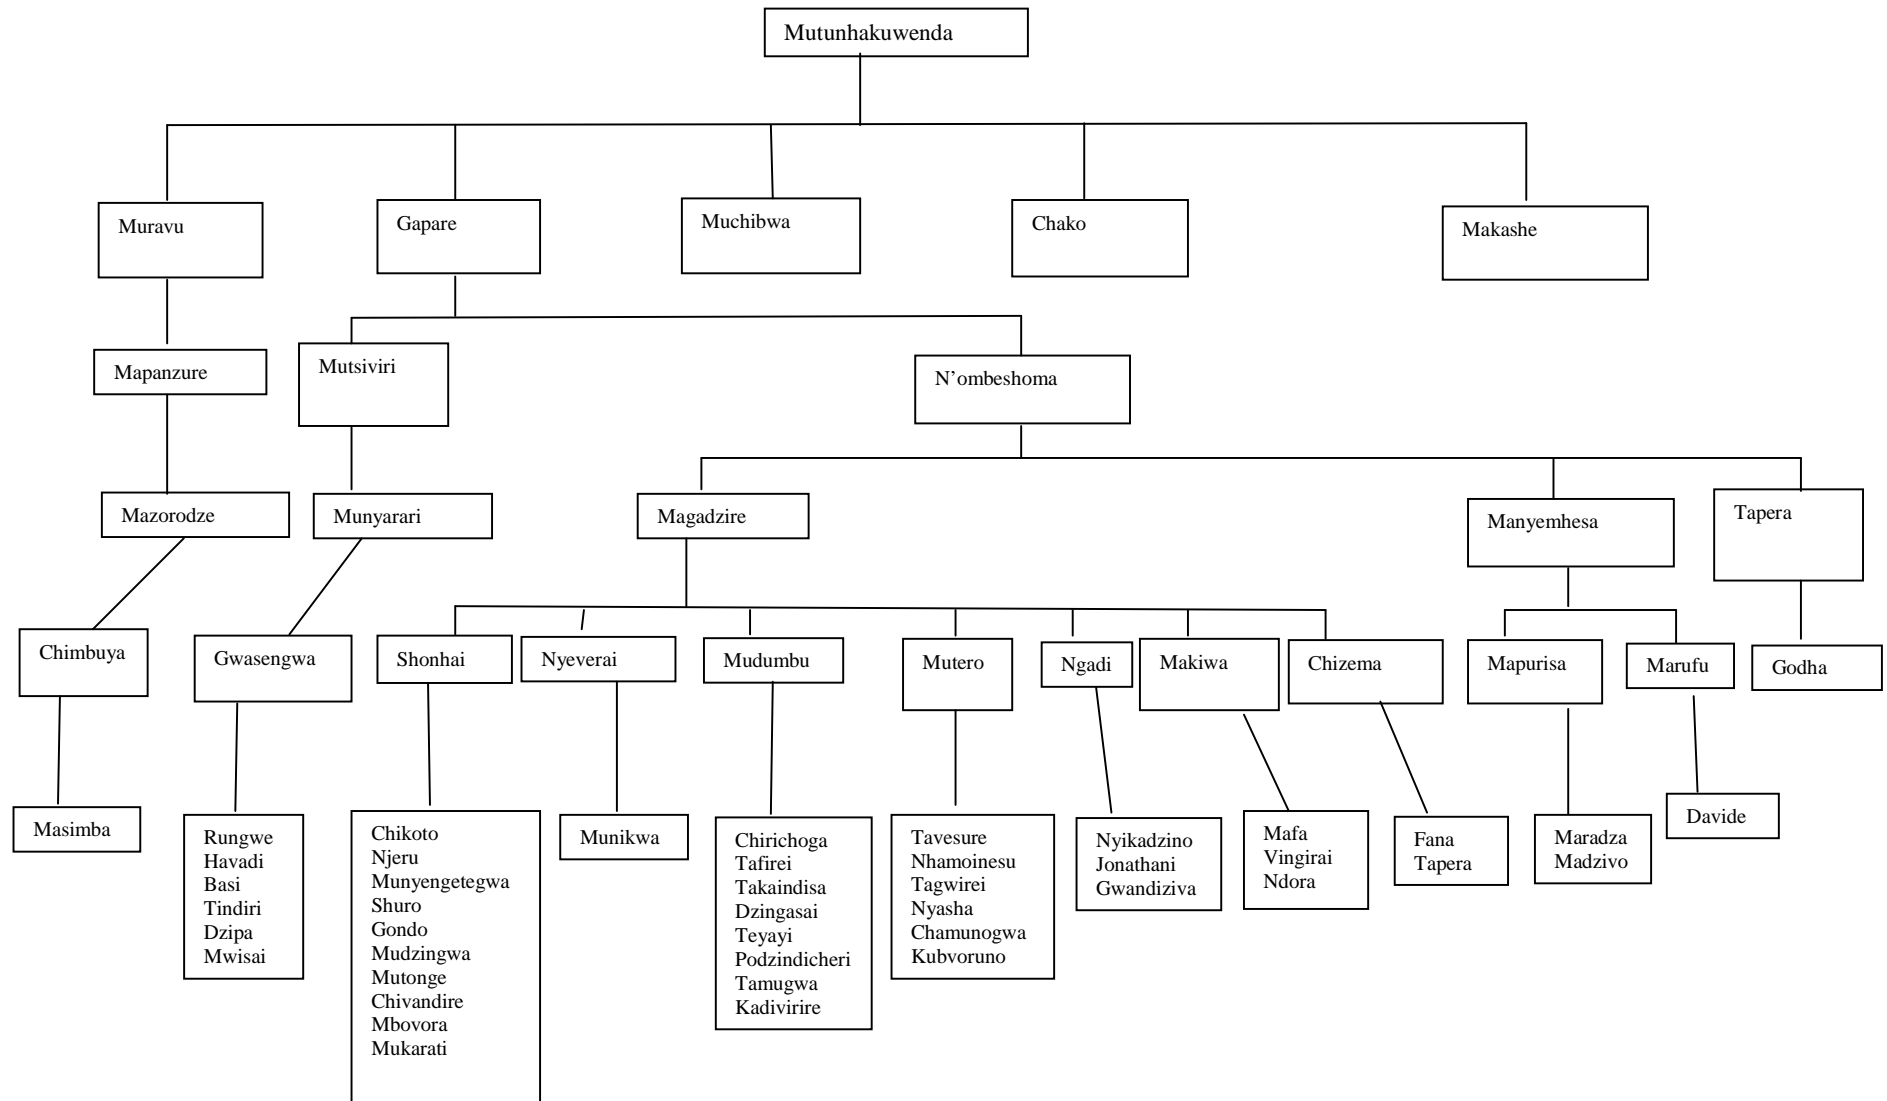 Mutunhakuwenda
Muravu
Gapare
Muchibwa
Chako
Makashe
Mapanzure
Mutsiviri
N’ombeshoma
Mazorodze
Munyarari
Magadzire
Manyemhesa
Tapera
Chimbuya
Gwasengwa
Shonhai
Nyeverai
Mudumbu
Mutero
Ngadi
Makiwa
Chizema
Mapurisa
Marufu
Godha
Masimba
Rungwe
Havadi
Basi
Tindiri
Dzipa
Mwisai
Chikoto
Njeru
Munyengetegwa
Shuro
Gondo
Mudzingwa
Mutonge
Chivandire
Mbovora
Mukarati
Munikwa
Chirichoga
Tafirei
Takaindisa
Dzingasai
Teyayi
Podzindicheri
Tamugwa
Kadivirire
Tavesure
Nhamoinesu
Tagwirei
Nyasha
Chamunogwa
Kubvoruno
Nyikadzino
Jonathani
Gwandiziva
Mafa
Vingirai
Ndora
Fana
Tapera
Maradza
Madzivo
Davide